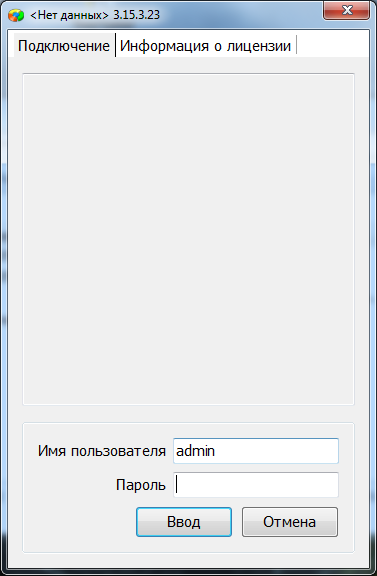 <Нет данных> 3.15.3.23
Подключение Информация о лицензии
Имя пользователя admin
Пароль
Ввод Отмена